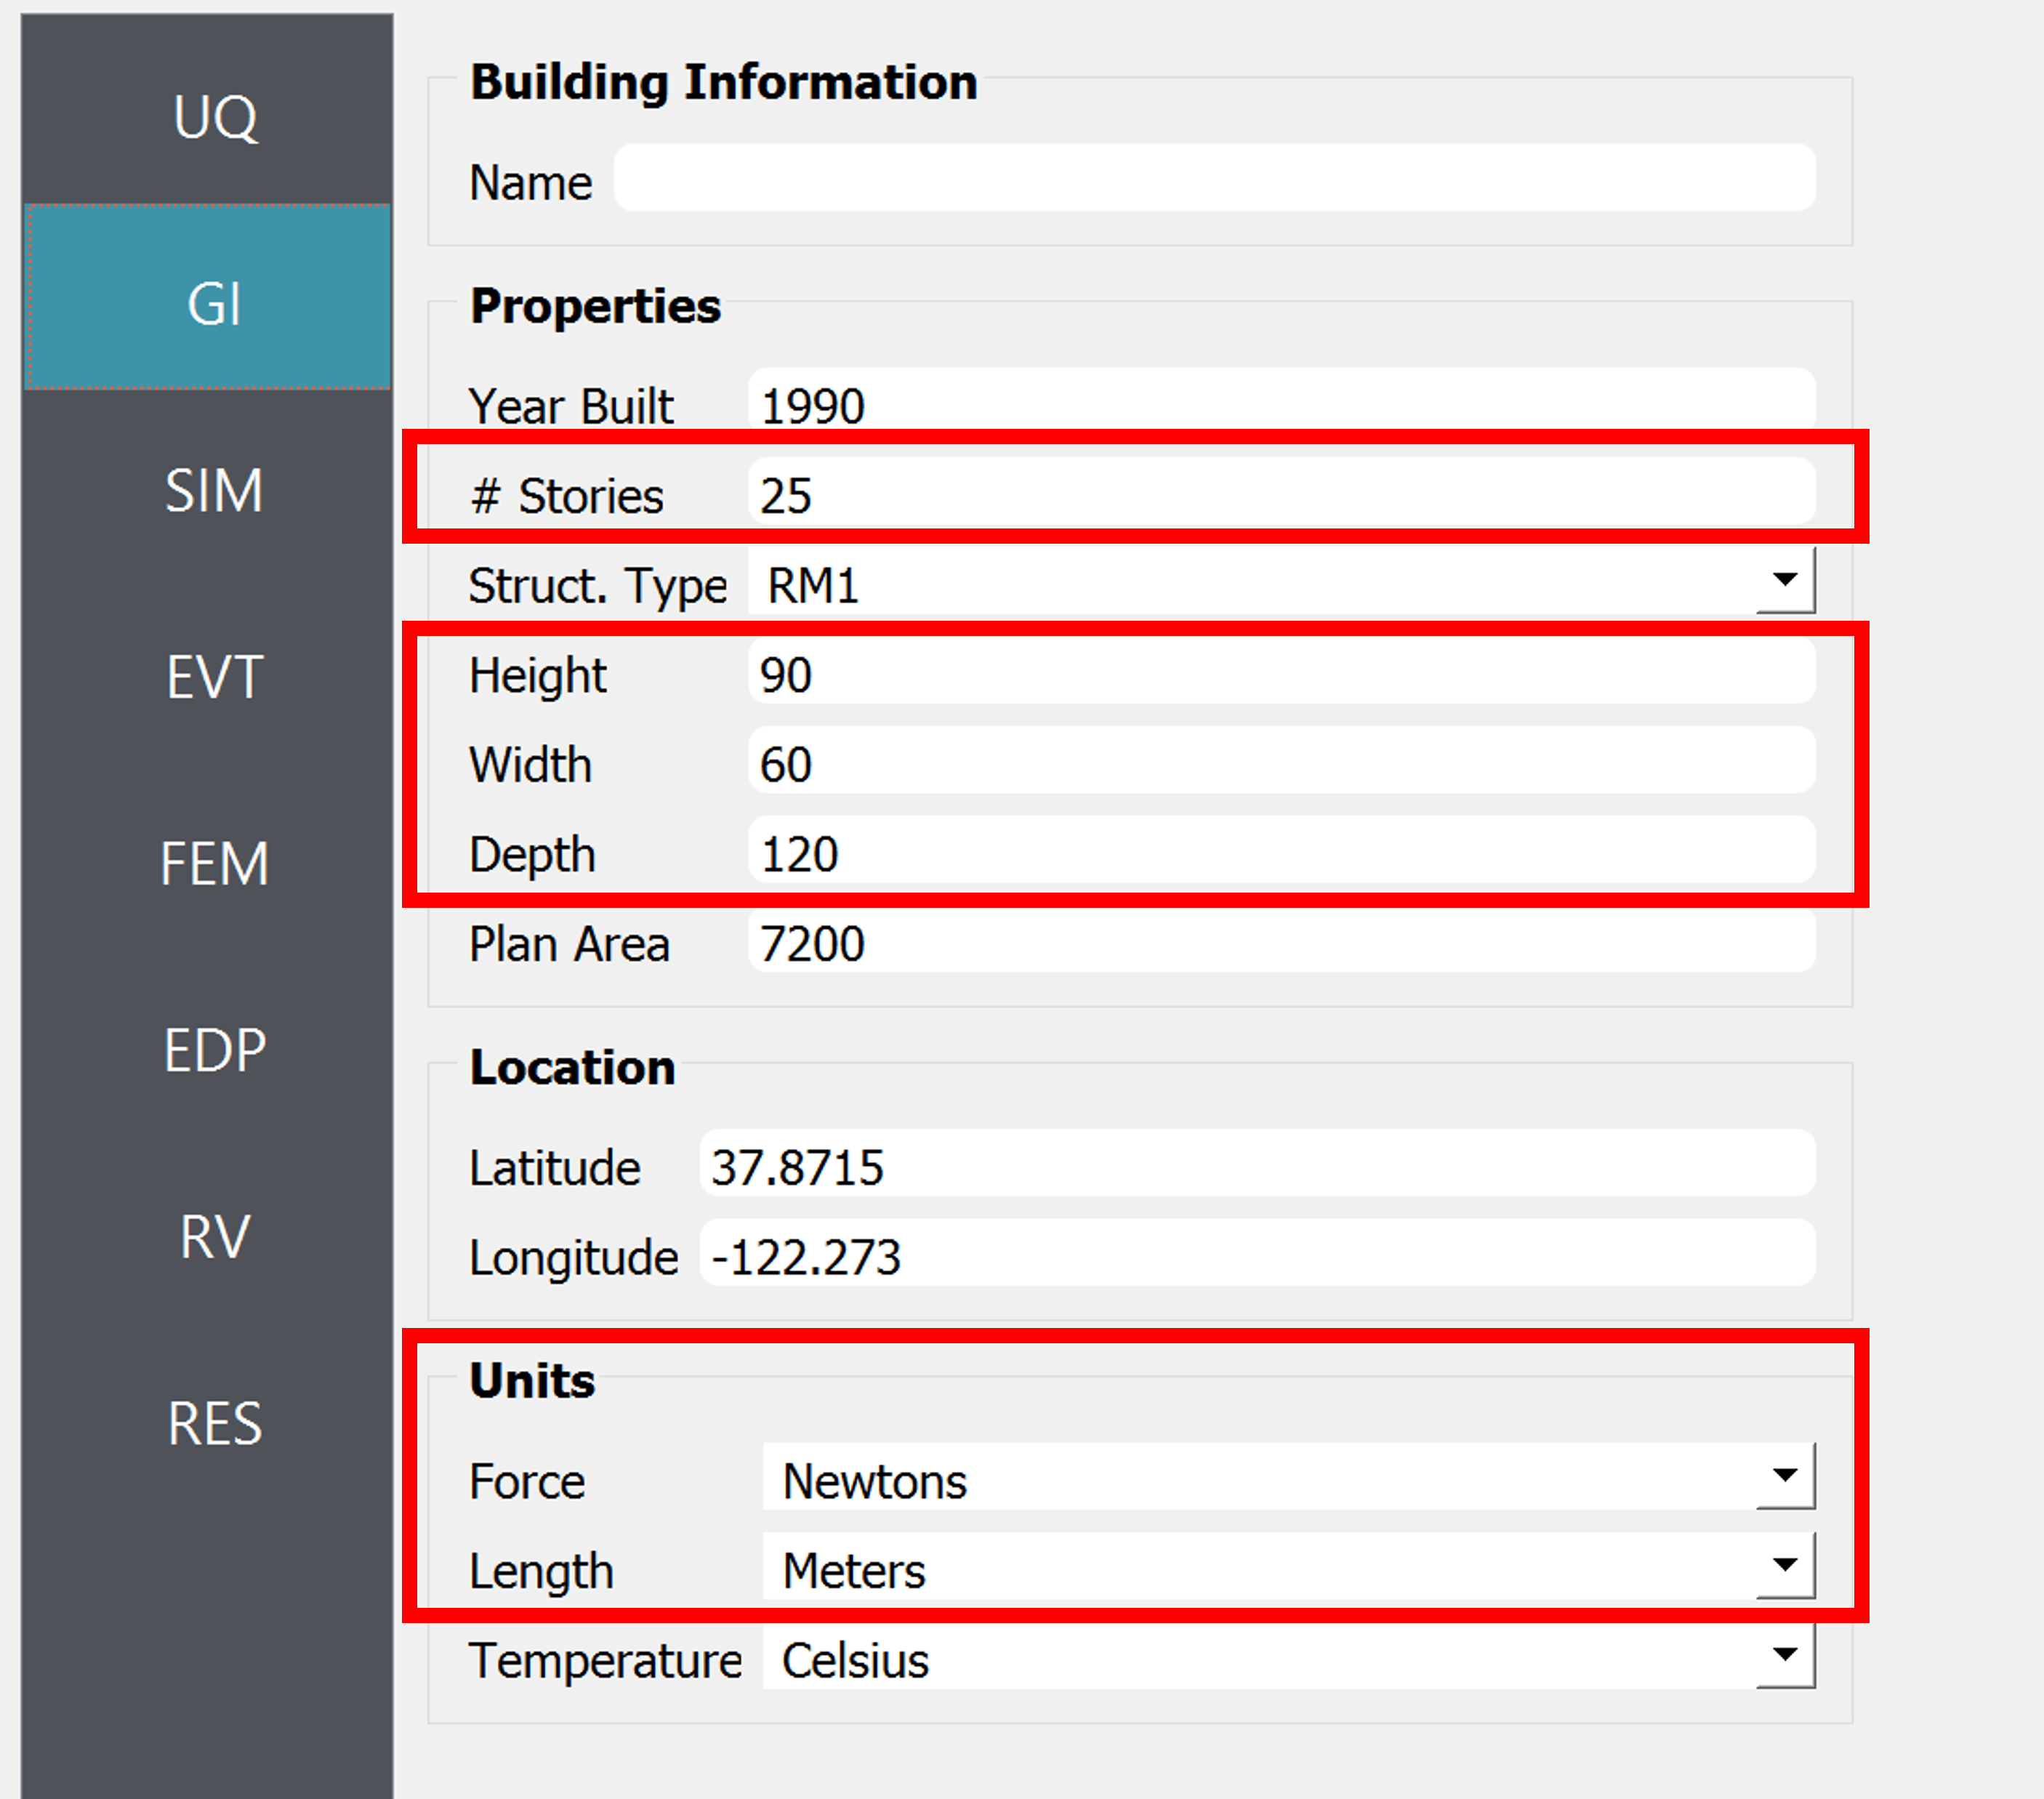 UQ
GI
SIM
EVT
FEM
EDP
RV
RES
Building Information
Name
Properties
Year Built 1990
# Stories 25
Struct. Type RM1
Height 90
Width 60
Depth 120
Plan Area 7200
Location
Latitude 37.8715
Longitude -122.273
Units
Force Newtons
Length Meters
Temperature Celsius